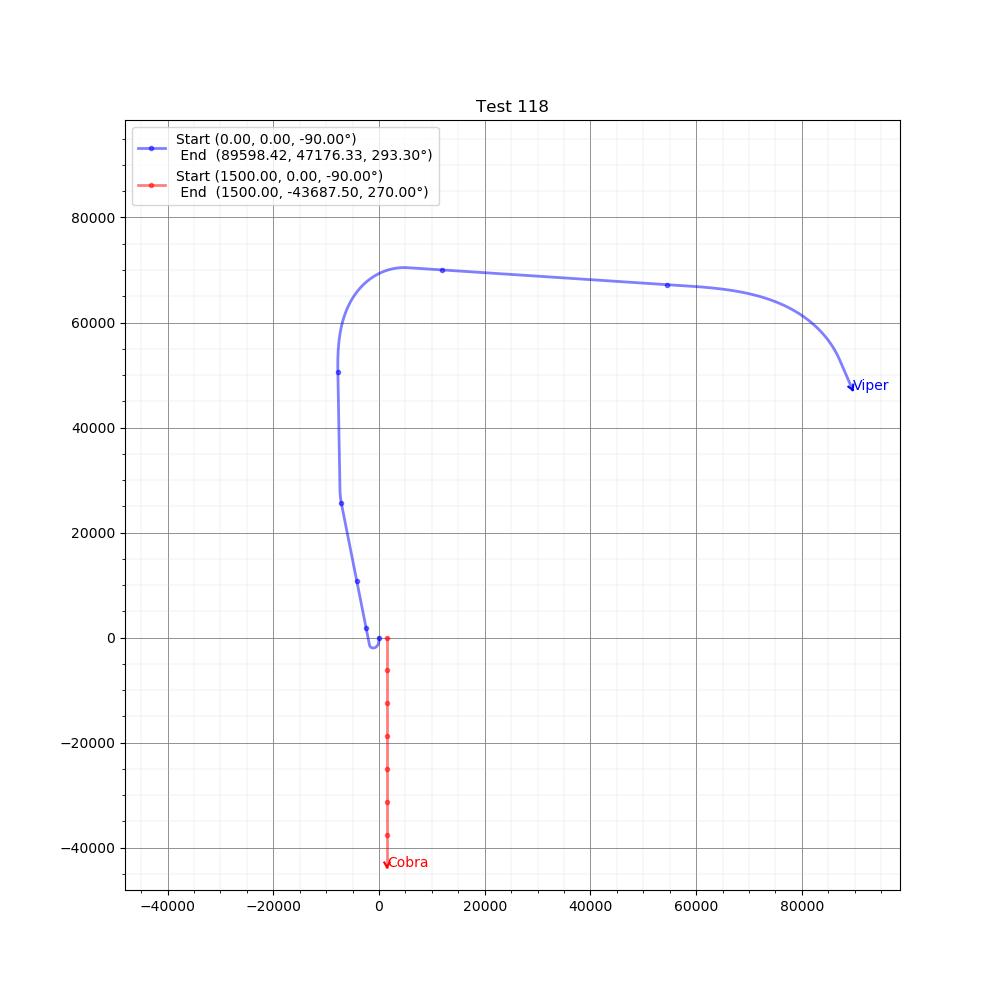 Test 118
Start (0.00, 0.00, -90.00°)
End  (89598.42, 47176.33, 293.30°)
Start (1500.00, 0.00, -90.00°)
End  (1500.00, -43687.50, 270.00°)
80000
60000
40000
20000
0
−20000
−40000
Viper
Cobra
−40000 −20000 0 20000 40000 60000 80000